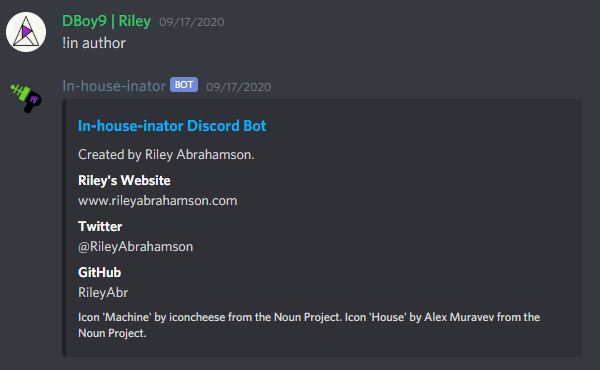 DBoy9 | Riley 09/17/2020
!in author
In-house-inator BOT 09/17/2020
In-house-inator Discord Bot
Created by Riley Abrahamson.
Riley's Website
www.rileyabrahamson.com
Twitter
@RileyAbrahamson
GitHub
RileyAbr
Icon 'Machine' by iconcheese from the Noun Project. Icon 'House' by Alex Muravev from the
Noun Project.